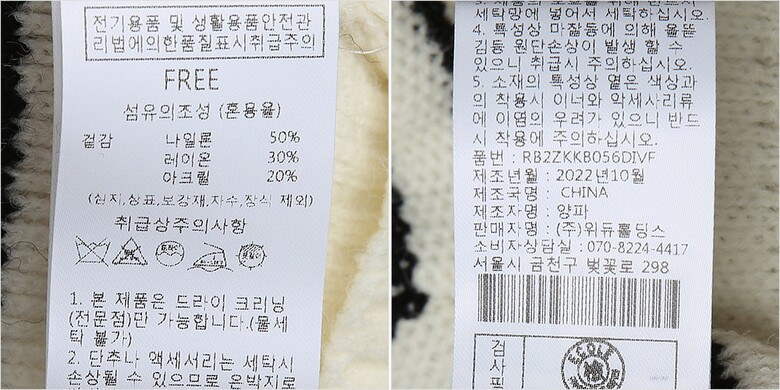 전기용품 및 생활용품안전관
리법에의한품질표시취급주의
FREE
섬유의조성 (혼용율)
겉감 나일론 50%
레이온 30%
아크릴 20%
(심지,상표,보강재,자수,장식 제외)
취급상주의사항
1. 본 제품은 드라이 크리닝
(전문점)만 가능합니다.(물세
탁 불가)
2. 단추나 액세서리는 세탁시
손상될 수 있으므로 은박지로
세탁망에 넣어서 세탁하십시오.
4. 특성상 마찰등에 의해 올뜯
김등 원단손상이 발생 할 수
있으니 취급시 주의하십시오.
5. 소재의 특성상 옅은 색상과
의 착용시 이너와 악세사리류
에 이염의 우려가 있으니 반드
시 착용에 주의하십시오.
품번 : RB2ZKKB056DIVF
제조년월 : 2022년10월
제조국명 : CHINA
제조자명 : 양파
판매자명 : (주)위듀홀딩스
소비자상담실 : 070-8224-4417
서울시 금천구 벚꽃로 298
검
사
필
ECOLE